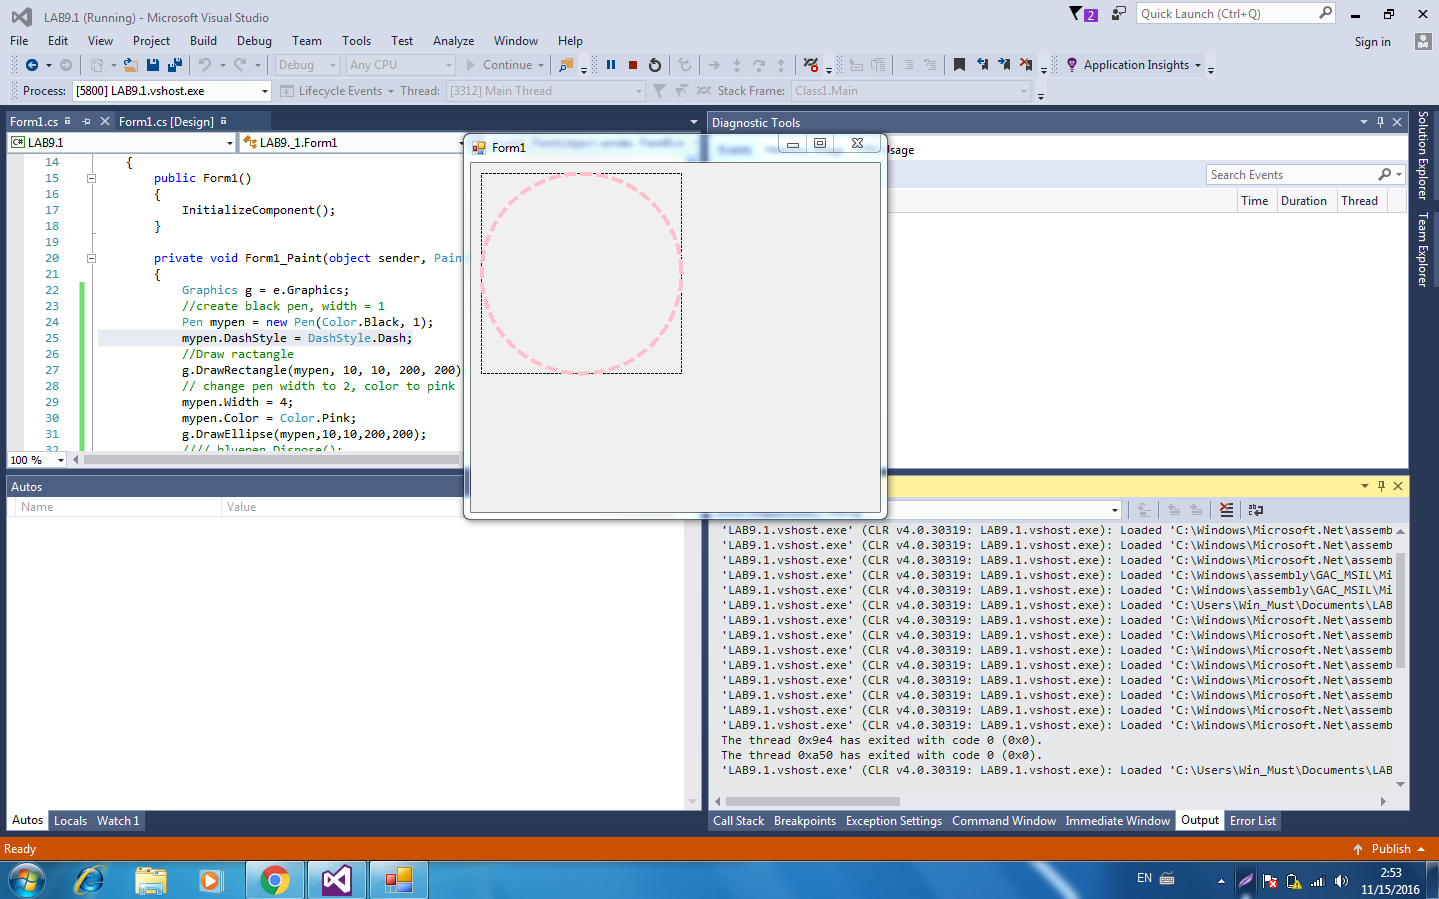 LAB9.1 (Running) - Microsoft Visual Studio
2
Quick Launch (Ctrl+Q)
File Edit View Project Build Debug Team Tools Test Analyze Window Help
Sign in
Debug Any CPU Continue Application Insights
Process: [5800] LAB9.1.vshost.exe Lifecycle Events Thread: [3312] Main Thread Stack Frame: Class1.Main
Form1.cs Form1.cs [Design]
LAB9.1 LAB9._1.Form1
14 {
15 public Form1()
16 {
17 InitializeComponent();
18 }
19
20 private void Form1_Paint(object sender, Pain
21 {
22 Graphics g = e.Graphics;
23 //create black pen, width = 1
24 Pen mypen = new Pen(Color.Black, 1);
25 mypen.DashStyle = DashStyle.Dash;
26 //Draw ractangle
27 g.DrawRectangle(mypen, 10, 10, 200, 200)
28 // change pen width to 2, color to pink
29 mypen.Width = 4;
30 mypen.Color = Color.Pink;
31 g.DrawEllipse(mypen,10,10,200,200);
32 //// bluepen.Dispose();
100 %
Form1
Diagnostic Tools
Usage
Search Events
Time Duration Thread
Solution Explorer
Team Explorer
Autos
Name Value
Autos Locals Watch 1
'LAB9.1.vshost.exe' (CLR v4.0.30319: LAB9.1.vshost.exe): Loaded 'C:\Windows\Microsoft.Net\assemb
'LAB9.1.vshost.exe' (CLR v4.0.30319: LAB9.1.vshost.exe): Loaded 'C:\Windows\Microsoft.Net\assemb
'LAB9.1.vshost.exe' (CLR v4.0.30319: LAB9.1.vshost.exe): Loaded 'C:\Windows\Microsoft.Net\assemb
'LAB9.1.vshost.exe' (CLR v4.0.30319: LAB9.1.vshost.exe): Loaded 'C:\Windows\assembly\GAC_MSIL\Mi
'LAB9.1.vshost.exe' (CLR v4.0.30319: LAB9.1.vshost.exe): Loaded 'C:\Windows\assembly\GAC_MSIL\Mi
'LAB9.1.vshost.exe' (CLR v4.0.30319: LAB9.1.vshost.exe): Loaded 'C:\Users\Win_Must\Documents\LAB
'LAB9.1.vshost.exe' (CLR v4.0.30319: LAB9.1.vshost.exe): Loaded 'C:\Windows\Microsoft.Net\assemb
'LAB9.1.vshost.exe' (CLR v4.0.30319: LAB9.1.vshost.exe): Loaded 'C:\Windows\Microsoft.Net\assemb
'LAB9.1.vshost.exe' (CLR v4.0.30319: LAB9.1.vshost.exe): Loaded 'C:\Windows\Microsoft.Net\assemb
'LAB9.1.vshost.exe' (CLR v4.0.30319: LAB9.1.vshost.exe): Loaded 'C:\Windows\Microsoft.Net\assemb
'LAB9.1.vshost.exe' (CLR v4.0.30319: LAB9.1.vshost.exe): Loaded 'C:\Windows\Microsoft.Net\assemb
'LAB9.1.vshost.exe' (CLR v4.0.30319: LAB9.1.vshost.exe): Loaded 'C:\Windows\Microsoft.Net\assemb
'LAB9.1.vshost.exe' (CLR v4.0.30319: LAB9.1.vshost.exe): Loaded 'C:\Windows\Microsoft.Net\assemb
'LAB9.1.vshost.exe' (CLR v4.0.30319: LAB9.1.vshost.exe): Loaded 'C:\Windows\Microsoft.Net\assemb
The thread 0x9e4 has exited with code 0 (0x0).
The thread 0xa50 has exited with code 0 (0x0).
'LAB9.1.vshost.exe' (CLR v4.0.30319: LAB9.1.vshost.exe): Loaded 'C:\Users\Win_Must\Documents\LAB
Call Stack Breakpoints Exception Settings Command Window Immediate Window Output Error List
Ready
Publish
EN
2:53
11/15/2016